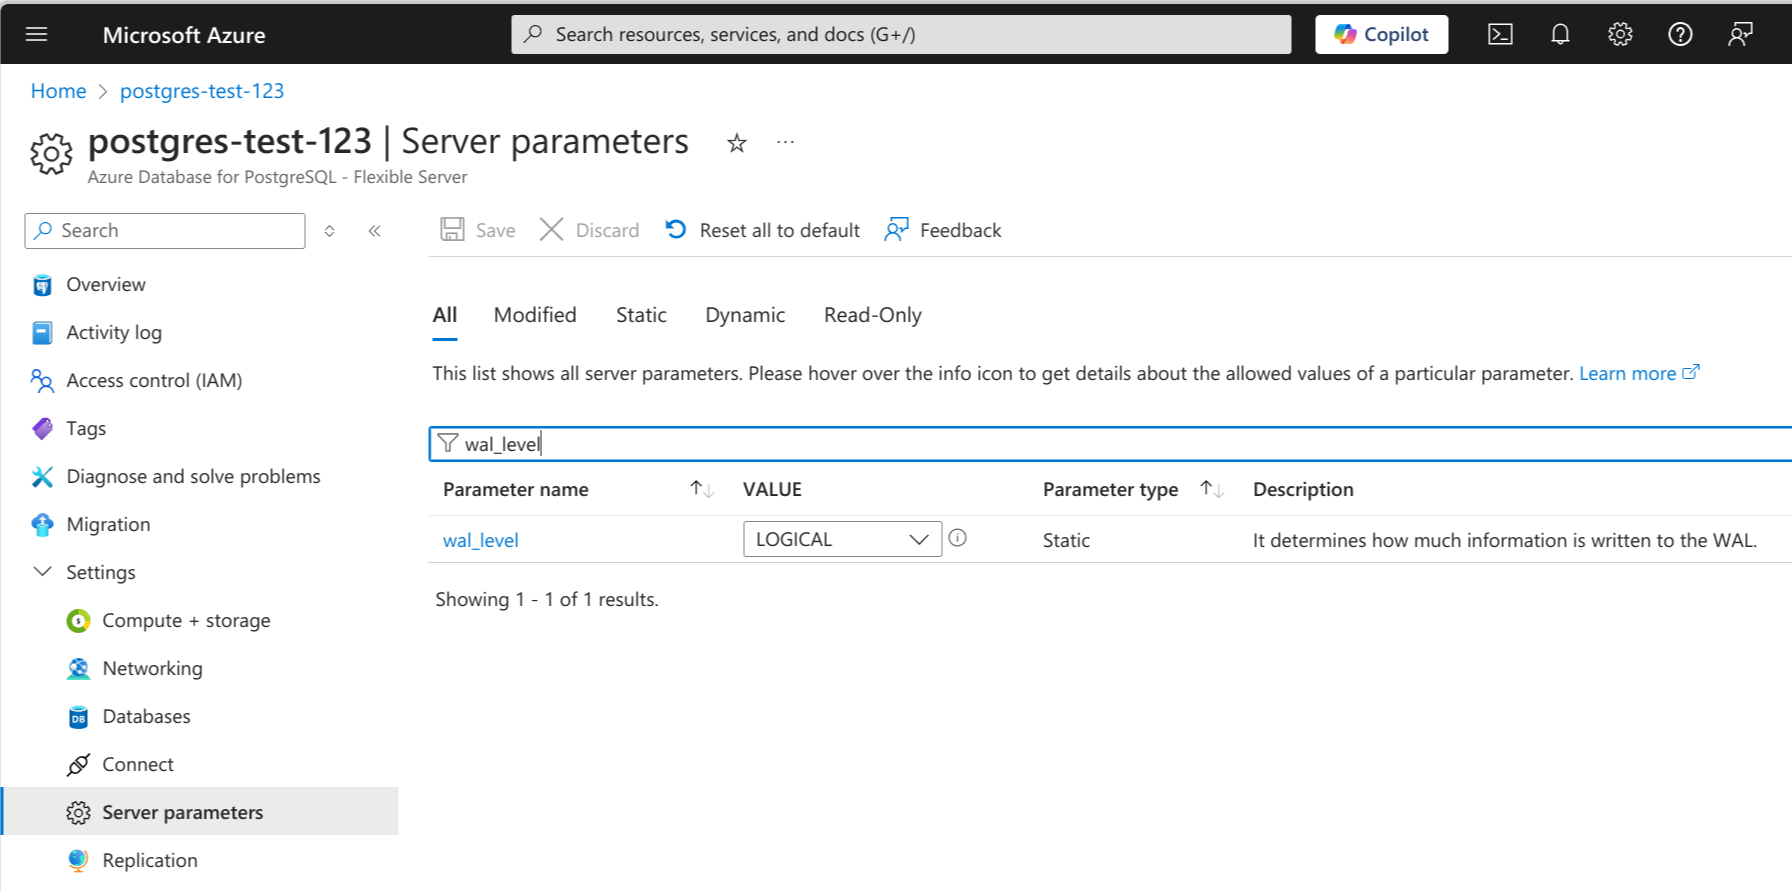 Microsoft Azure
Search resources, services, and docs (G+/)
Copilot
Home > postgres-test-123
postgres-test-123 | Server parameters
Azure Database for PostgreSQL - Flexible Server
Search
Save
Discard
Reset all to default
Feedback
Overview
Activity log
Access control (IAM)
Tags
Diagnose and solve problems
Migration
Settings
Compute + storage
Networking
Databases
Connect
Server parameters
Replication
All Modified Static Dynamic Read-Only
This list shows all server parameters. Please hover over the info icon to get details about the allowed values of a particular parameter. Learn more
wal_level
Parameter name VALUE Parameter type Description
wal_level LOGICAL Static It determines how much information is written to the WAL.
Showing 1 - 1 of 1 results.